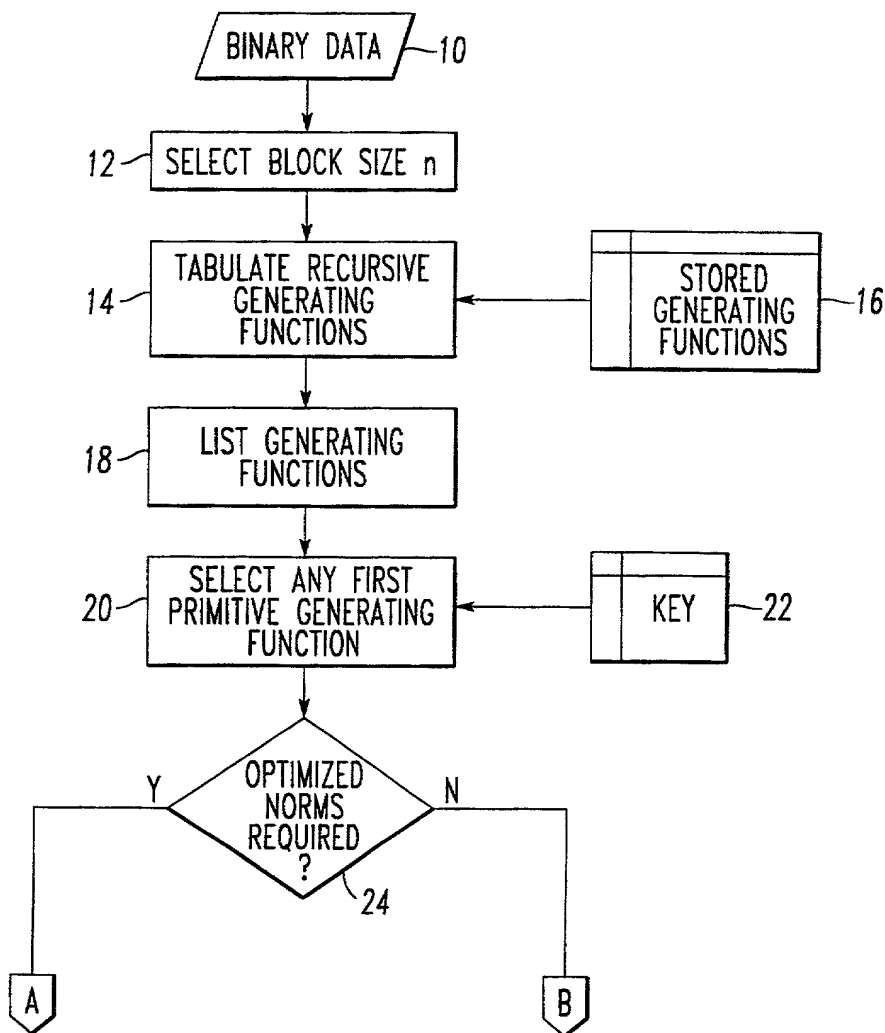 BINARY DATA
10
12
SELECT BLOCK SIZE n
14
TABULATE RECURSIVE
GENERATING
FUNCTIONS
STORED
GENERATING
FUNCTIONS
16
18
LIST GENERATING
FUNCTIONS
20
SELECT ANY FIRST
PRIMITIVE GENERATING
FUNCTION
KEY
22
Y
OPTIMIZED
NORMS
REQUIRED
?
N
24
A
B